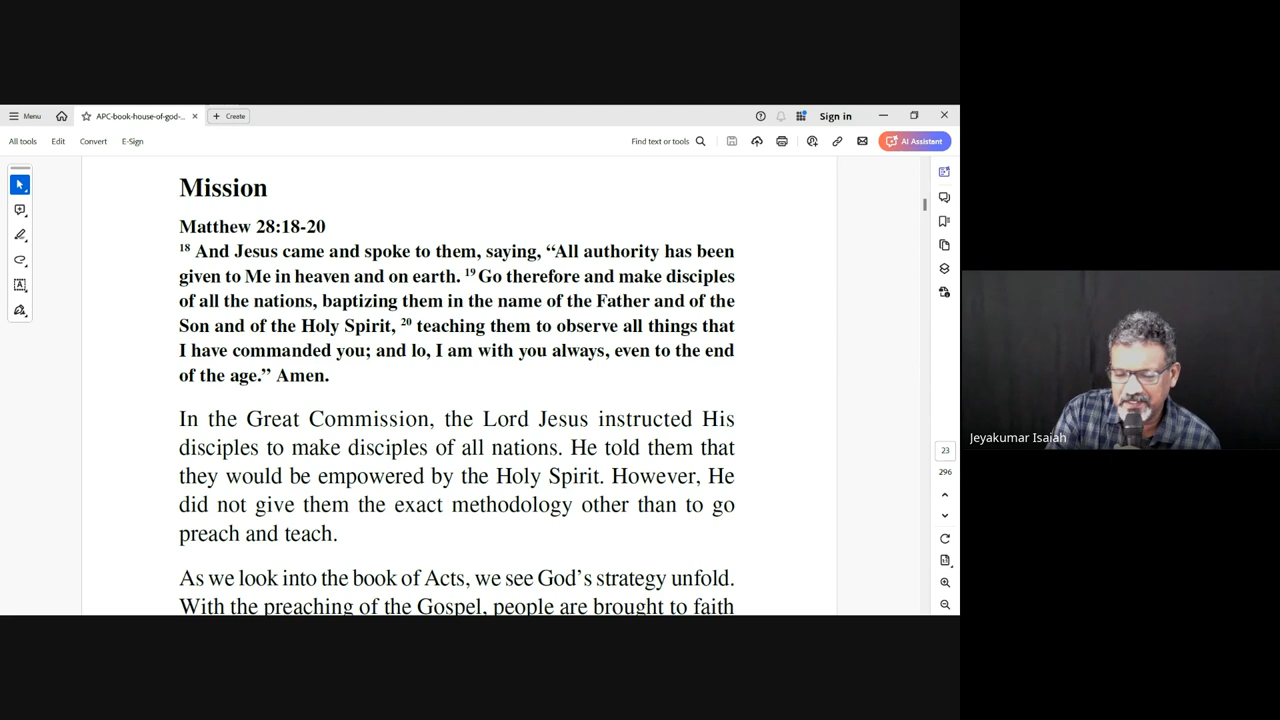 Menu
APC-book-house-of-god-...
Create
Sign in
All tools
Edit
Convert
E-Sign
Find text or tools
AI Assistant
Mission
Matthew 28:18-20
18 And Jesus came and spoke to them, saying, “All authority has been
given to Me in heaven and on earth. 19 Go therefore and make disciples
of all the nations, baptizing them in the name of the Father and of the
Son and of the Holy Spirit, 20 teaching them to observe all things that
I have commanded you; and lo, I am with you always, even to the end
of the age.” Amen.
In the Great Commission, the Lord Jesus instructed His
disciples to make disciples of all nations. He told them that
they would be empowered by the Holy Spirit. However, He
did not give them the exact methodology other than to go
preach and teach.
As we look into the book of Acts, we see God’s strategy unfold.
With the preaching of the Gospel, people are brought to faith
23
296
Jeyakumar Isaiah